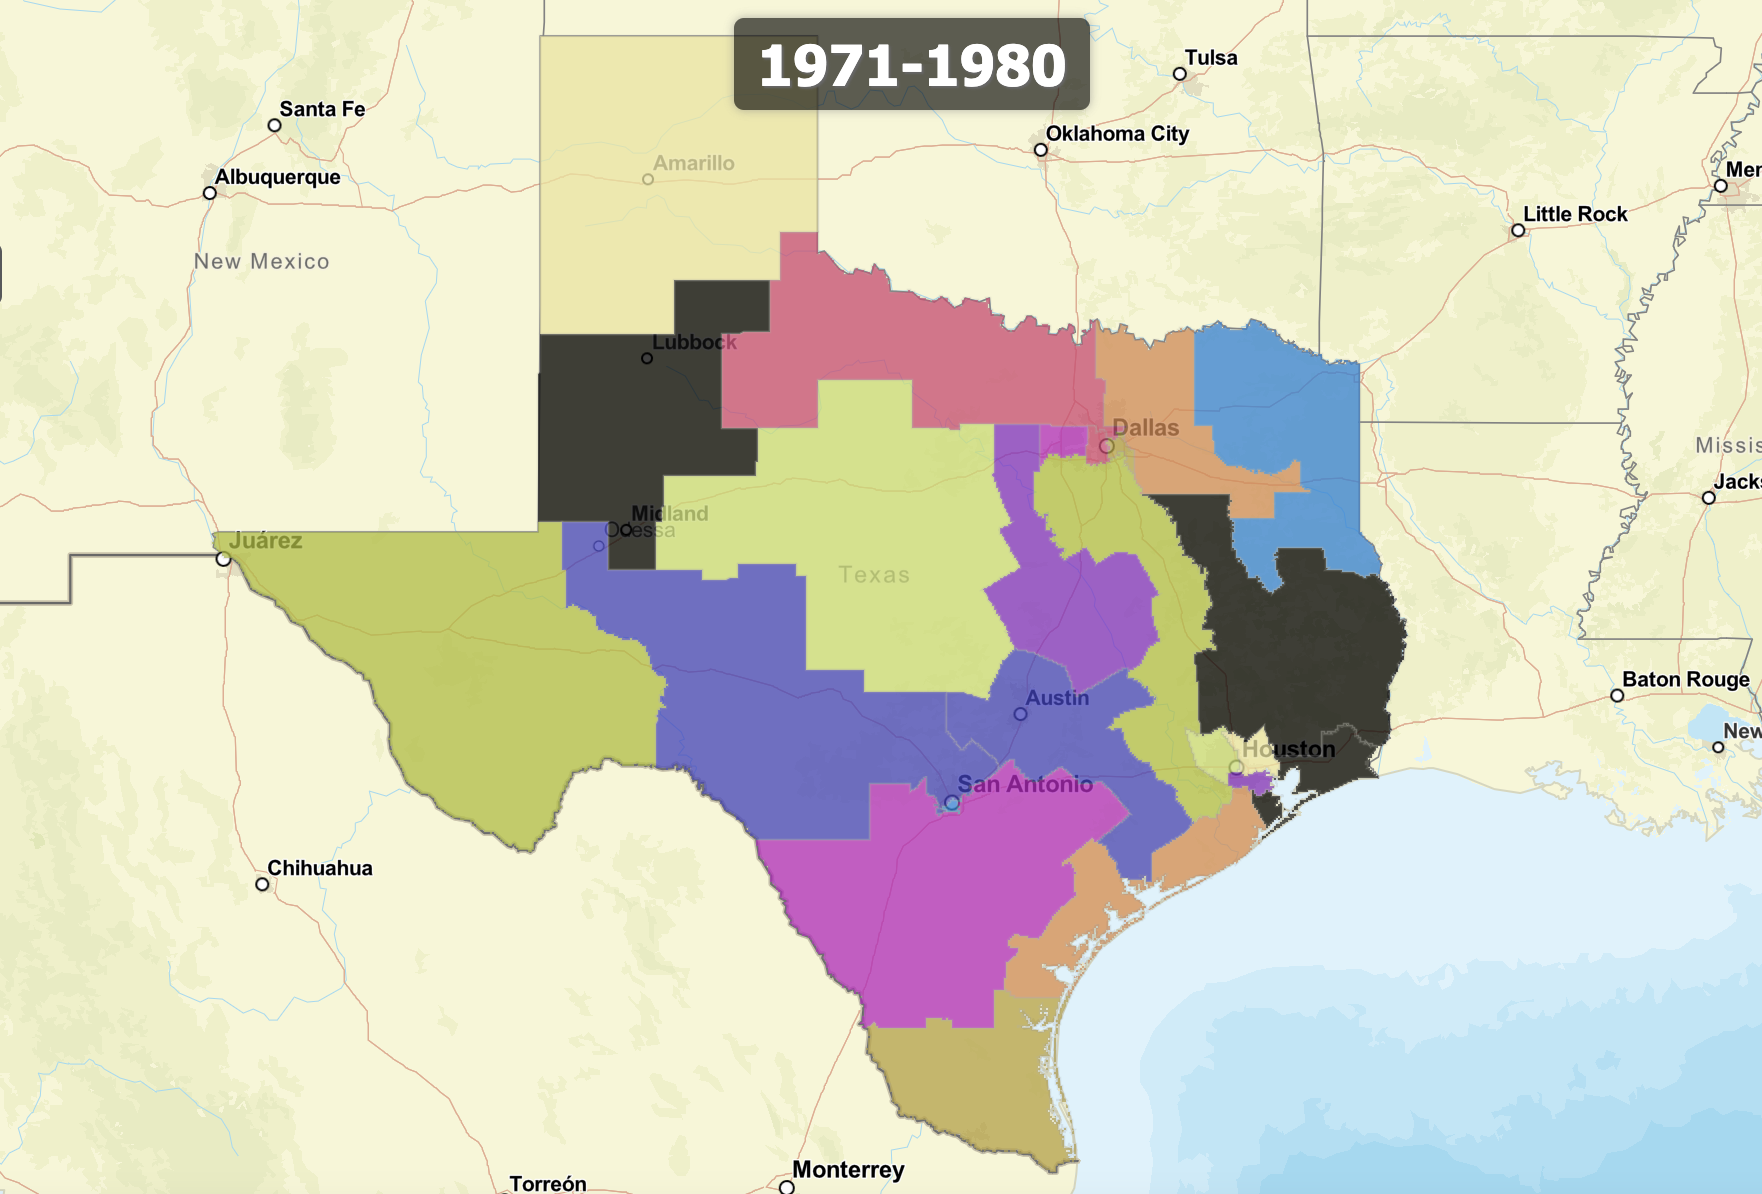 1971-1980
Tulsa
Santa Fe
Oklahoma City
Amarillo
Albuquerque
Little Rock
New Mexico
Lubbock
Dallas
Midland
Odessa
Juárez
Texas
Baton Rouge
Austin
Houston
San Antonio
Chihuahua
Monterrey
Torreón
Mem
Missis
Jacks
New